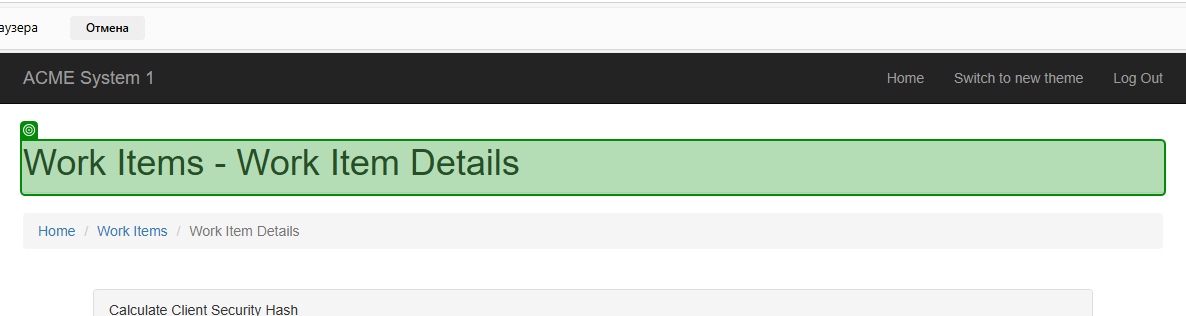 Отмена
ACME System 1 Home Switch to new theme Log Out
Work Items - Work Item Details
Home / Work Items / Work Item Details
Calculate Client Security Hash